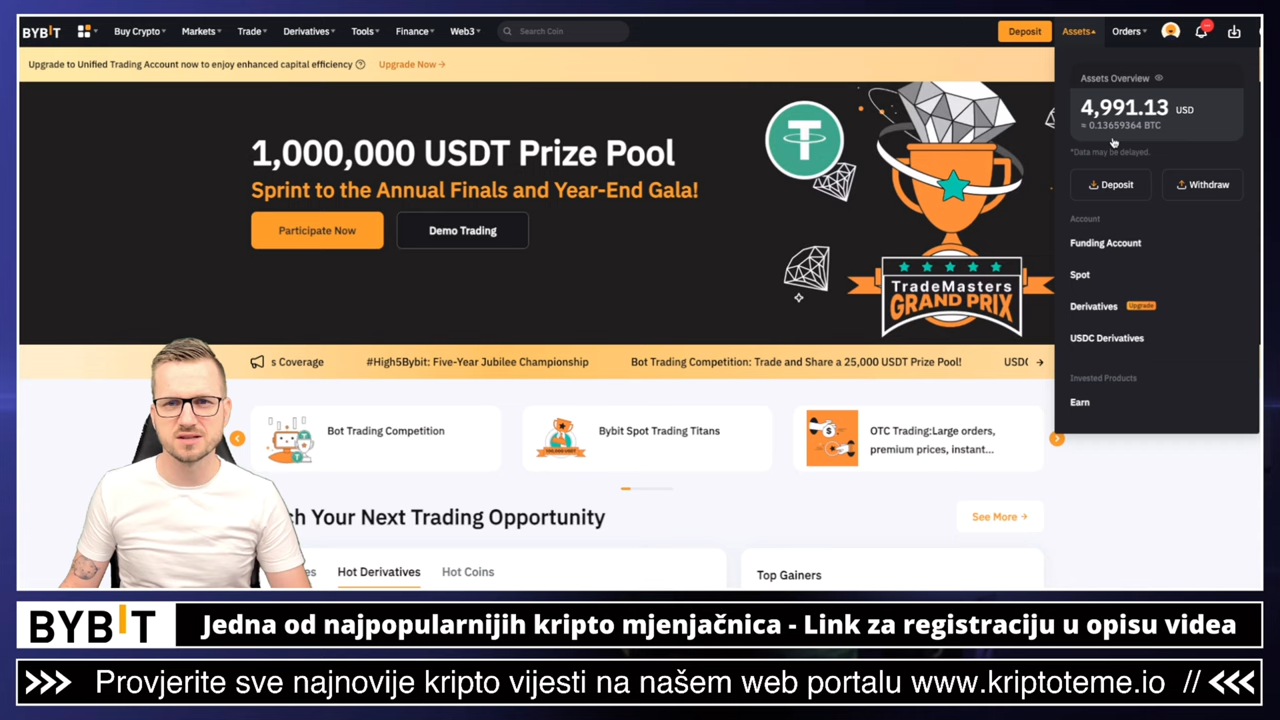 BYBIT
Buy Crypto
Markets
Trade
Derivatives
Tools
Finance
Web3
Search Coin
Deposit
Assets
Orders
Upgrade to Unified Trading Account now to enjoy enhanced capital efficiency
Upgrade Now →
Assets Overview
4,991.13 USD
≈ 0.13659364 BTC
*Data may be delayed.
Deposit
Withdraw
Account
Funding Account
Spot
Derivatives Upgrade
USDC Derivatives
Invested Products
Earn
1,000,000 USDT Prize Pool
Sprint to the Annual Finals and Year-End Gala!
Participate Now
Demo Trading
TradeMasters
GRAND PRIX
s Coverage
#High5Bybit: Five-Year Jubilee Championship
Bot Trading Competition: Trade and Share a 25,000 USDT Prize Pool!
USDC
Bot Trading Competition
Bybit Spot Trading Titans
OTC Trading:Large orders,
premium prices, instant...
h Your Next Trading Opportunity
See More →
es
Hot Derivatives
Hot Coins
Top Gainers
BYBIT
Jedna od najpopularnijih kripto mjenjačnica - Link za registraciju u opisu videa
>>> Provjerite sve najnovije kripto vijesti na našem web portalu www.kriptoteme.io // <<<